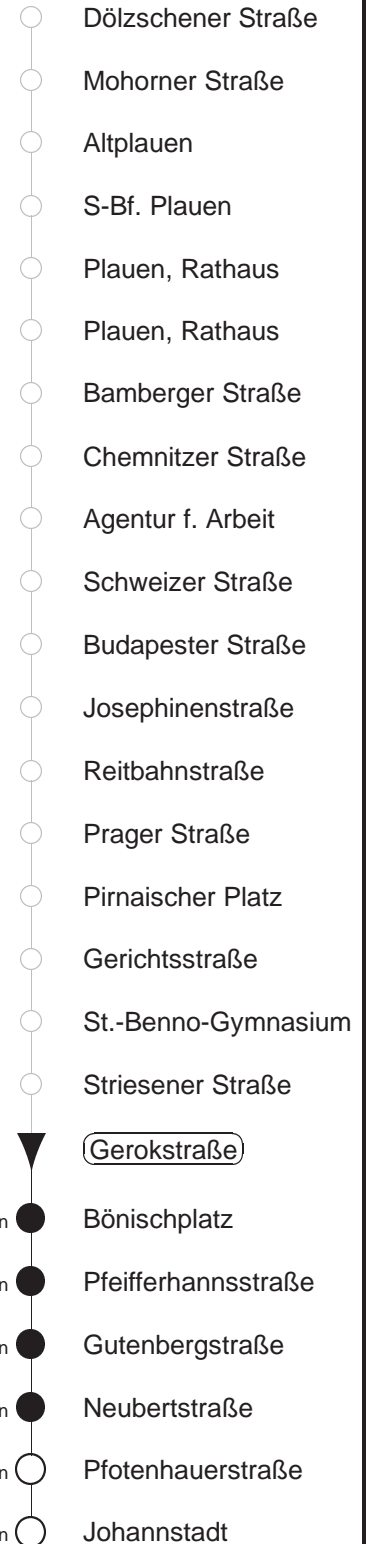 Dölzschener Straße
Mohorner Straße
Altplauen
S-Bf. Plauen
Plauen, Rathaus
Plauen, Rathaus
Bamberger Straße
Chemnitzer Straße
Agentur f. Arbeit
Schweizer Straße
Budapester Straße
Josephinenstraße
Reitbahnstraße
Prager Straße
Pirnaischer Platz
Gerichtsstraße
St.-Benno-Gymnasium
Striesener Straße
Gerokstraße
n Bönischplatz
n Pfeifferhannsstraße
n Gutenbergstraße
n Neubertstraße
n Pfotenhauerstraße
n Johannstadt